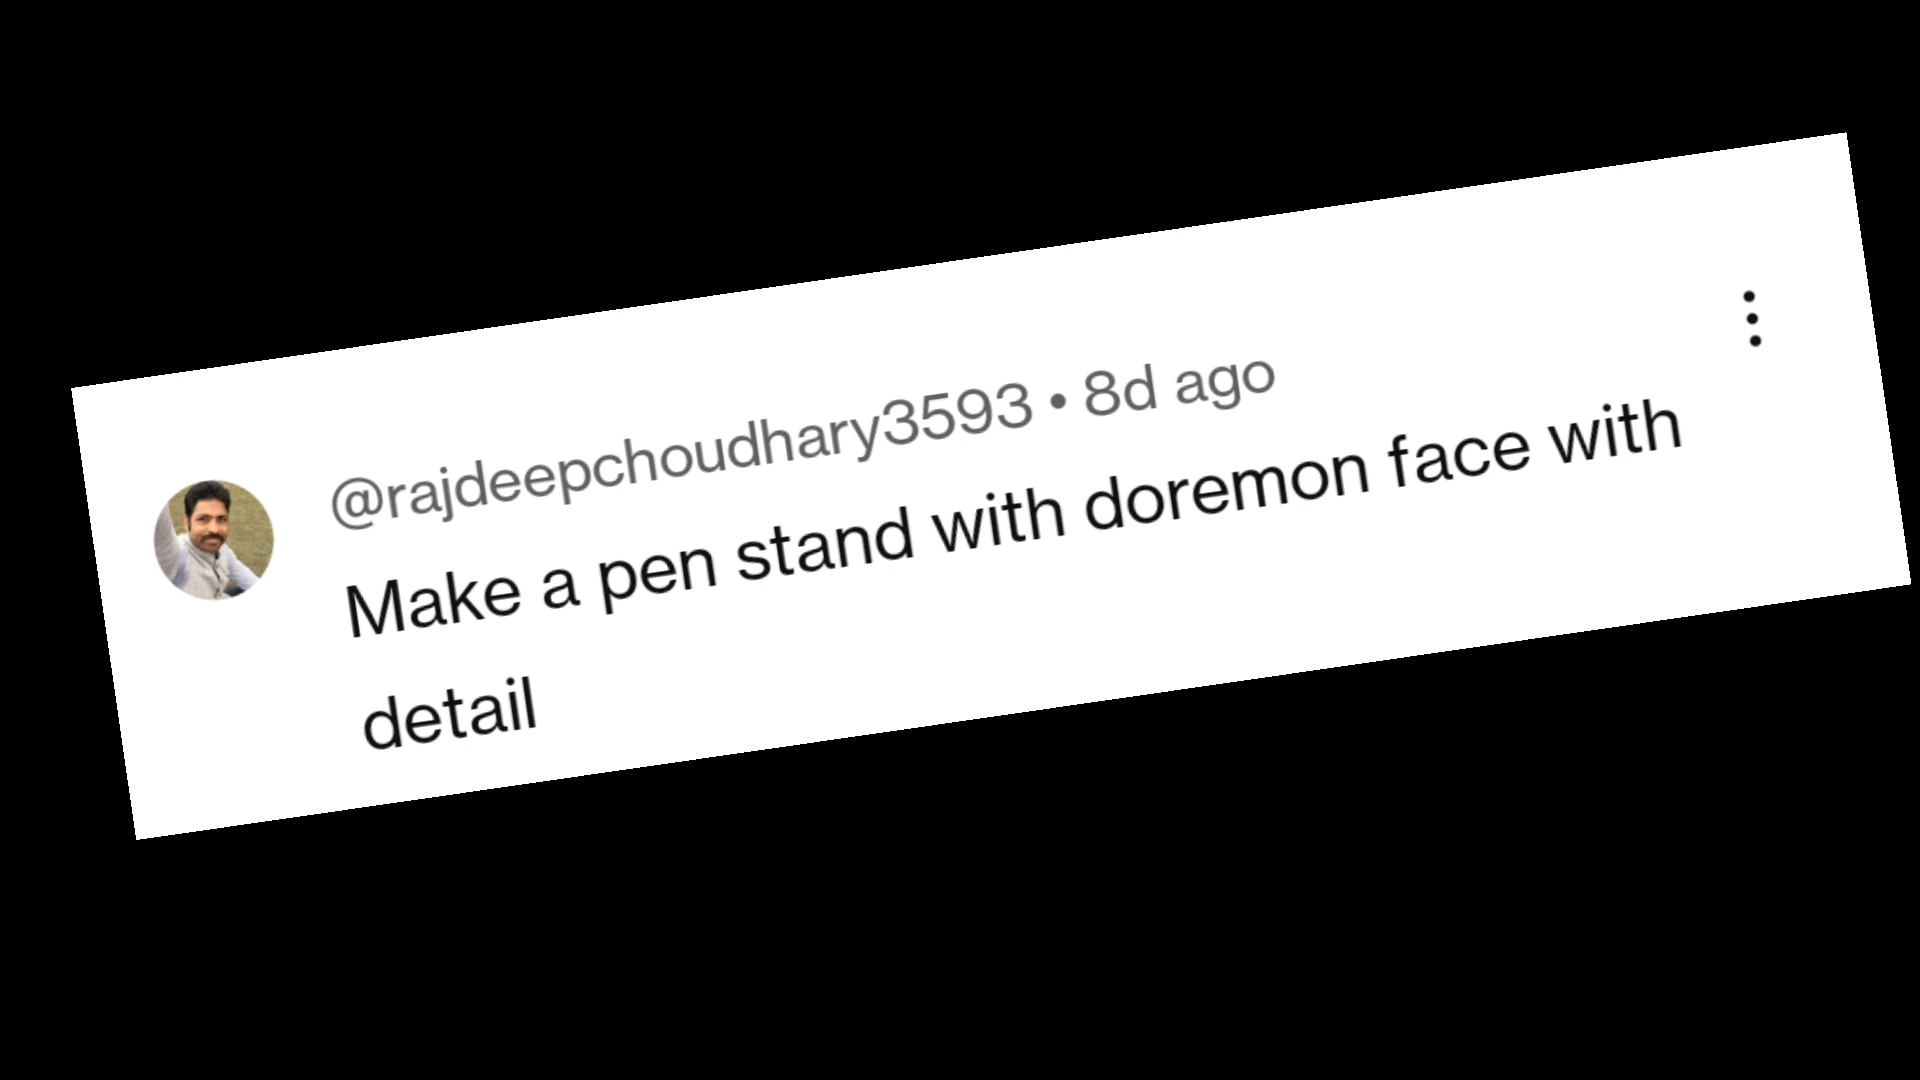 @rajdeepchoudhary3593 • 8d ago
Make a pen stand with doremon face with
detail